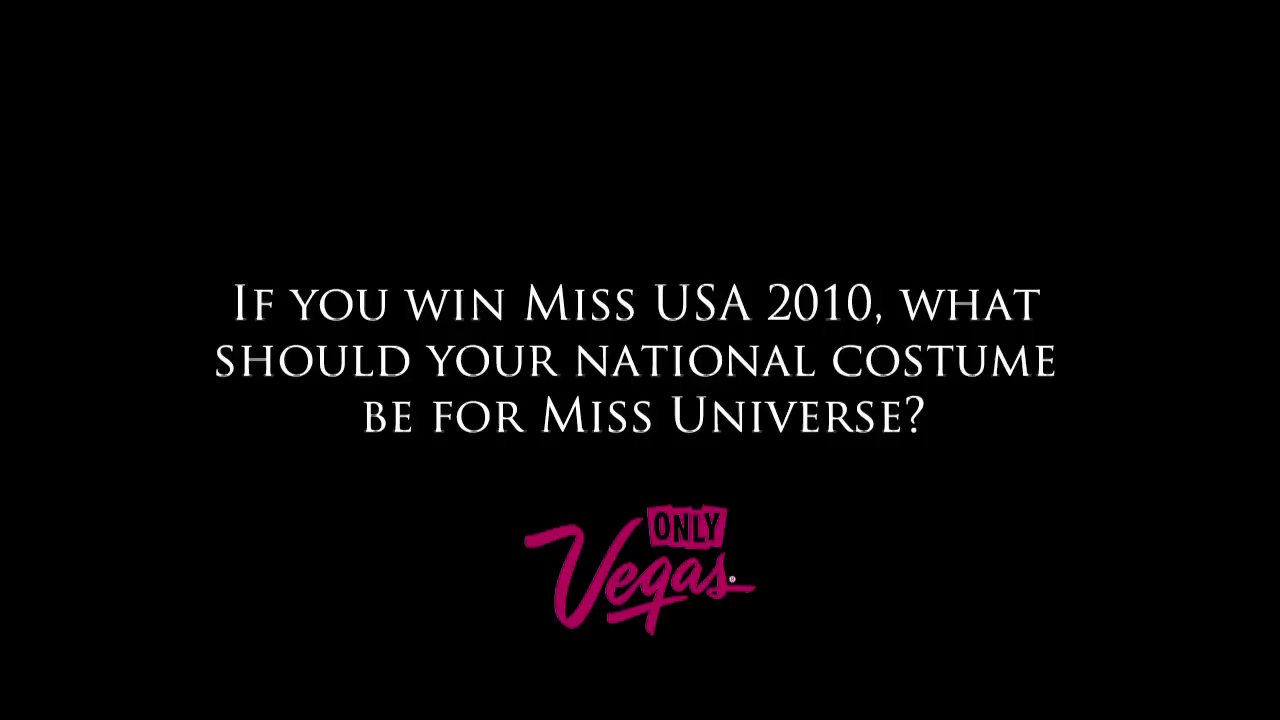 If you win Miss USA 2010, what
should your national costume
be for Miss Universe?
ONLY
Vegas®